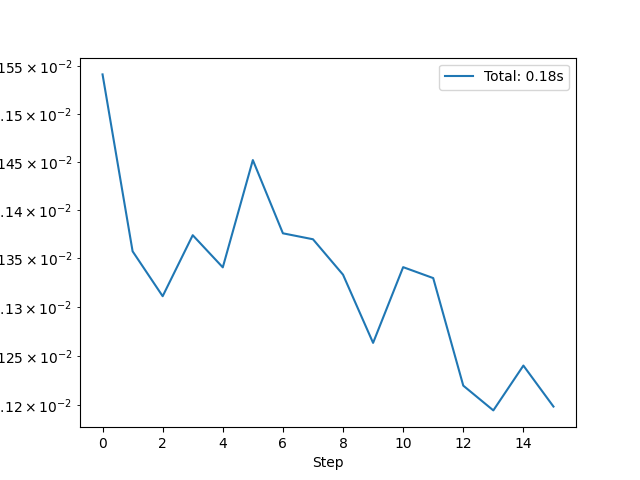 Total: 0.18s
155 × 10⁻²
.15 × 10⁻²
145 × 10⁻²
.14 × 10⁻²
135 × 10⁻²
.13 × 10⁻²
125 × 10⁻²
.12 × 10⁻²
0 2 4 6 8 10 12 14
Step